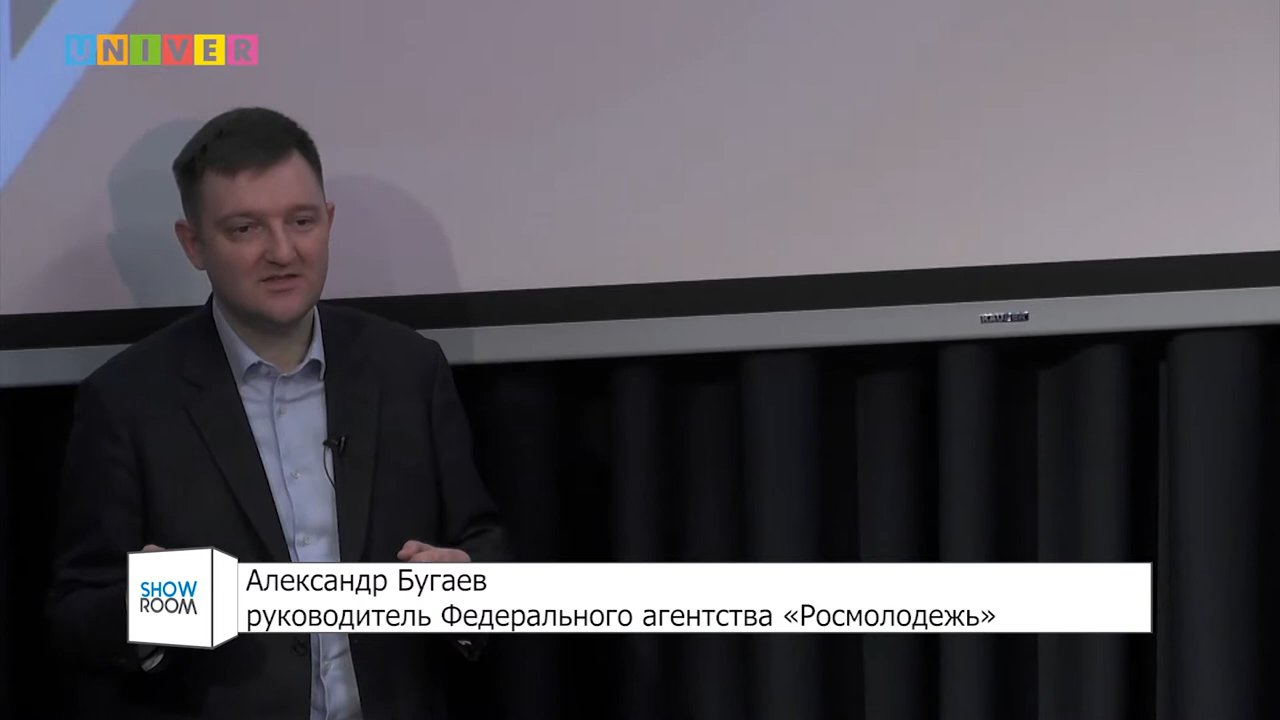 UNIVER
SHOW
ROOM
Александр Бугаев
руководитель Федерального агентства «Росмолодежь»